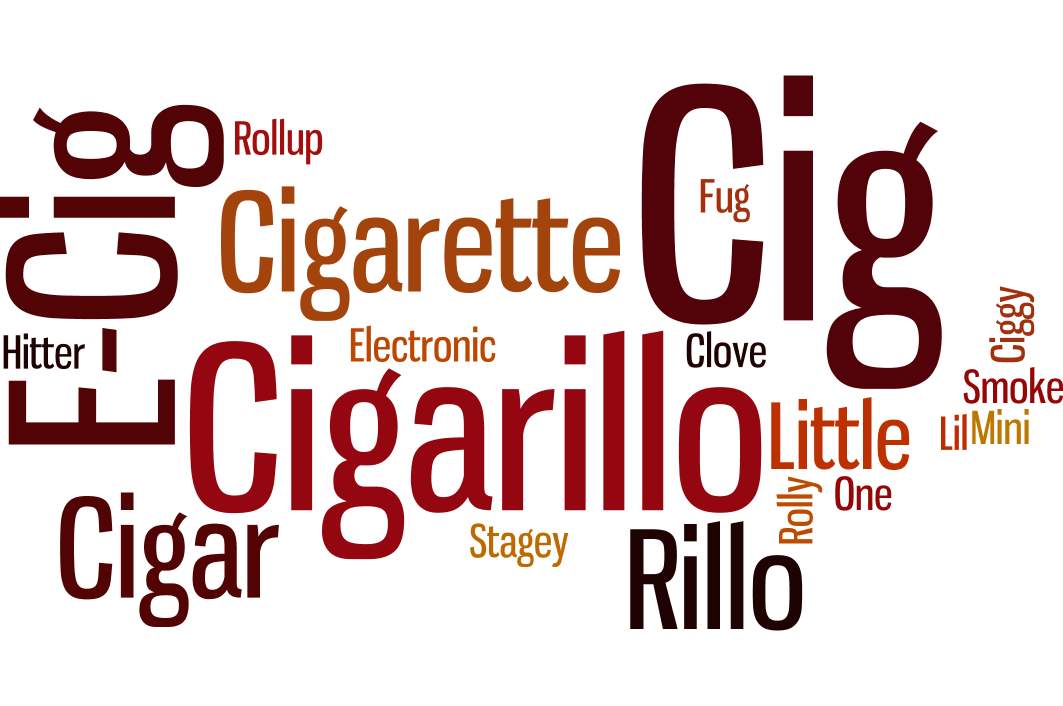 E-Cig
Rollup
Cigarette
Cig
Fug
Hitter
Electronic
Clove
Ciggy
Cigarillo
Smoke
Little
Lil
Mini
Rolly
One
Cigar
Stagey
Rillo